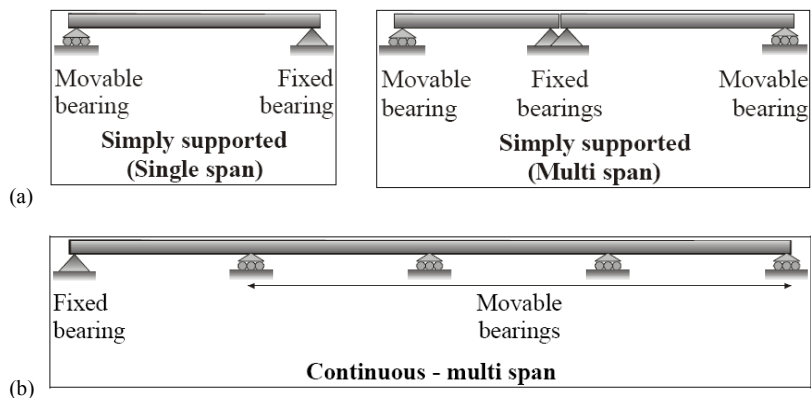 Movable
bearing
Fixed
bearing
Simply supported
(Single span)
Movable
bearing
Fixed
bearings
Movable
bearing
Simply supported
(Multi span)
(a)
Fixed
bearing
Movable
bearings
Continuous - multi span
(b)